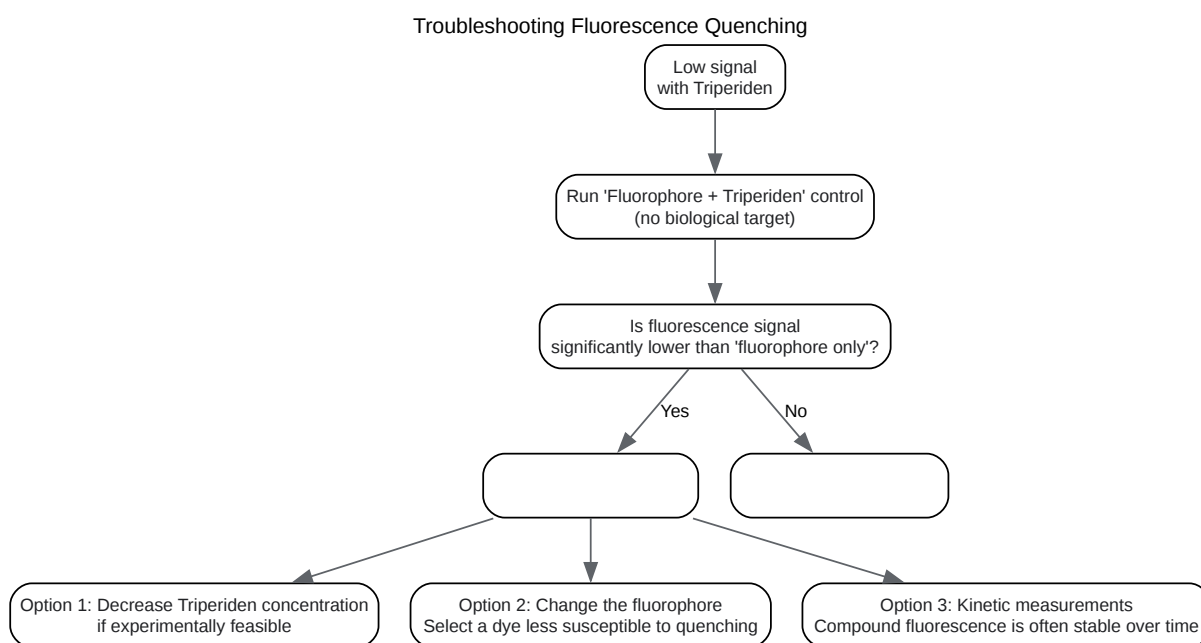 Troubleshooting Fluorescence Quenching
Low signal
with Triperiden
Run 'Fluorophore + Triperiden' control
(no biological target)
Is fluorescence signal
significantly lower than 'fluorophore only'?
Yes
No
Option 1: Decrease Triperiden concentration
if experimentally feasible
Option 2: Change the fluorophore
Select a dye less susceptible to quenching
Option 3: Kinetic measurements
Compound fluorescence is often stable over time